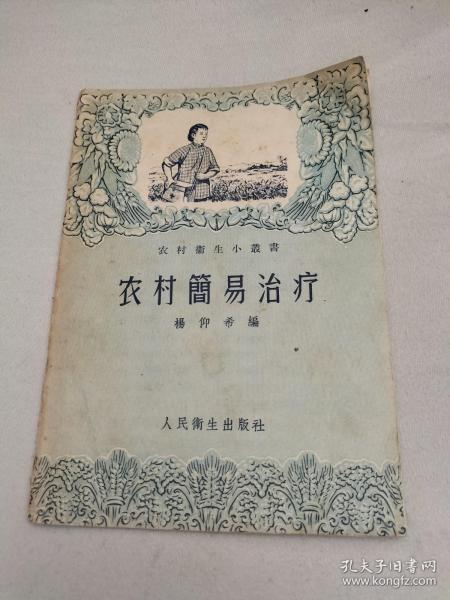 农村衞生小叢書
农村簡易治疗
楊仰希編
人民衛生出版社
孔夫子旧书网
www.kongfz.com